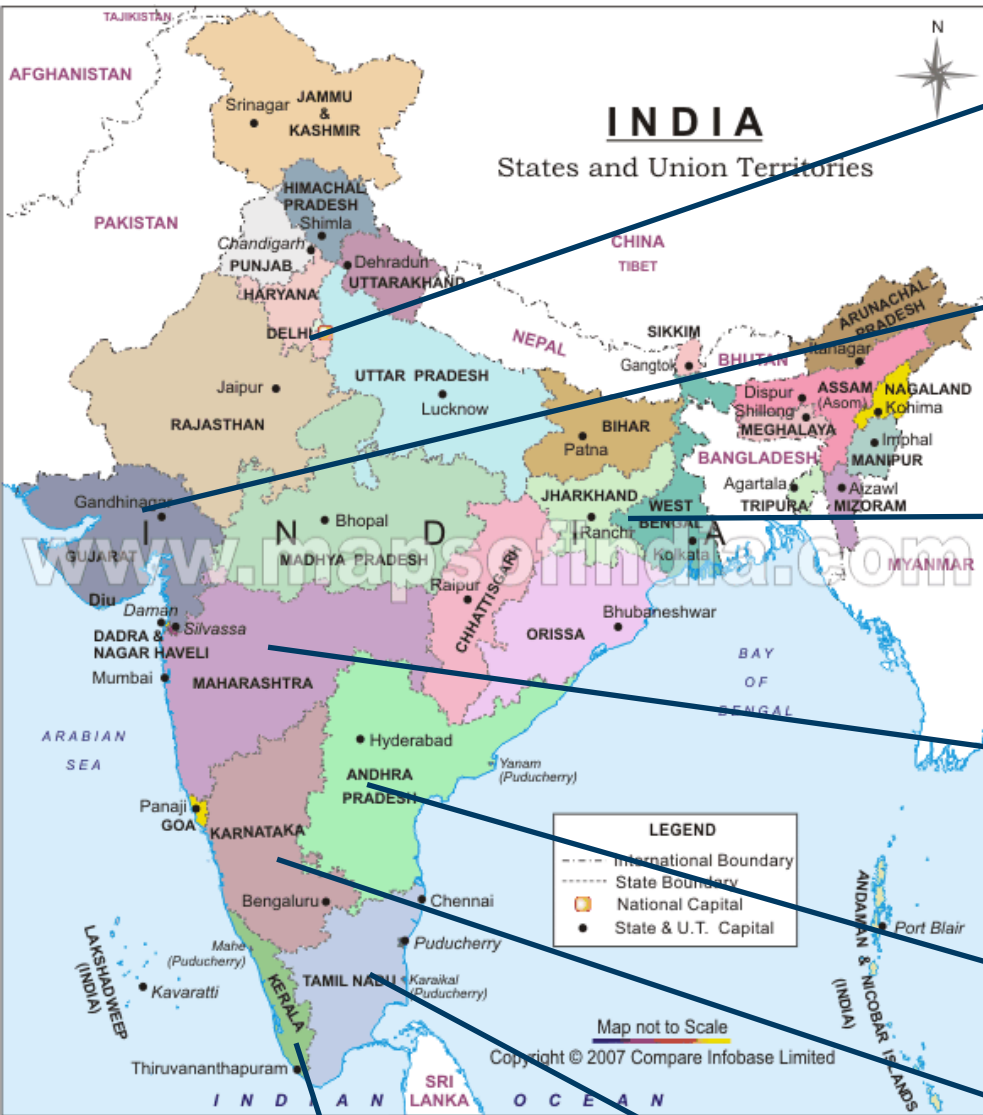 TAJIKISTAN
AFGHANISTAN
N
Srinagar
JAMMU
&
KASHMIR
INDIA
States and Union Territories
HIMACHAL
PRADESH
Shimla
PAKISTAN
Chandigarh
PUNJAB
Dehradun
UTTARAKHAND
CHINA
TIBET
HARYANA
DELHI
NEPAL
SIKKIM
Gangtok
BHUTAN
ARUNACHAL
PRADESH
Itanagar
Jaipur
RAJASTHAN
UTTAR PRADESH
Lucknow
BIHAR
Patna
Dispur
Shillong
MEGHALAYA
ASSAM
(Asom)
NAGALAND
Kohima
Imphal
MANIPUR
BANGLADESH
Agartala
TRIPURA
Aizawl
MIZORAM
MYANMAR
Gandhinagar
GUJARAT
I N D I A
Bhopal
MADHYA PRADESH
JHARKHAND
Ranchi
WEST
BENGAL
Kolkata
www.mapsofindia.com
Diu
Daman
Silvassa
DADRA &
NAGAR HAVELI
Mumbai
MAHARASHTRA
Raipur
CHHATTISGARH
Bhubaneshwar
ORISSA
BAY
OF
BENGAL
ARABIAN
SEA
Hyderabad
ANDHRA
PRADESH
Yanam
(Puducherry)
Panaji
GOA
KARNATAKA
Bengaluru
Chennai
Puducherry
Mahe
(Puducherry)
KERALA
TAMIL NADU
Karaikal
(Puducherry)
LAKSHADWEEP
(INDIA)
Kavaratti
Thiruvananthapuram
LEGEND
International Boundary
State Boundary
National Capital
State & U.T. Capital
ANDAMAN & NICOBAR ISLANDS
(INDIA)
Port Blair
Map not to Scale
Copyright © 2007 Compare Infobase Limited
SRI
LANKA
INDIAN OCEAN